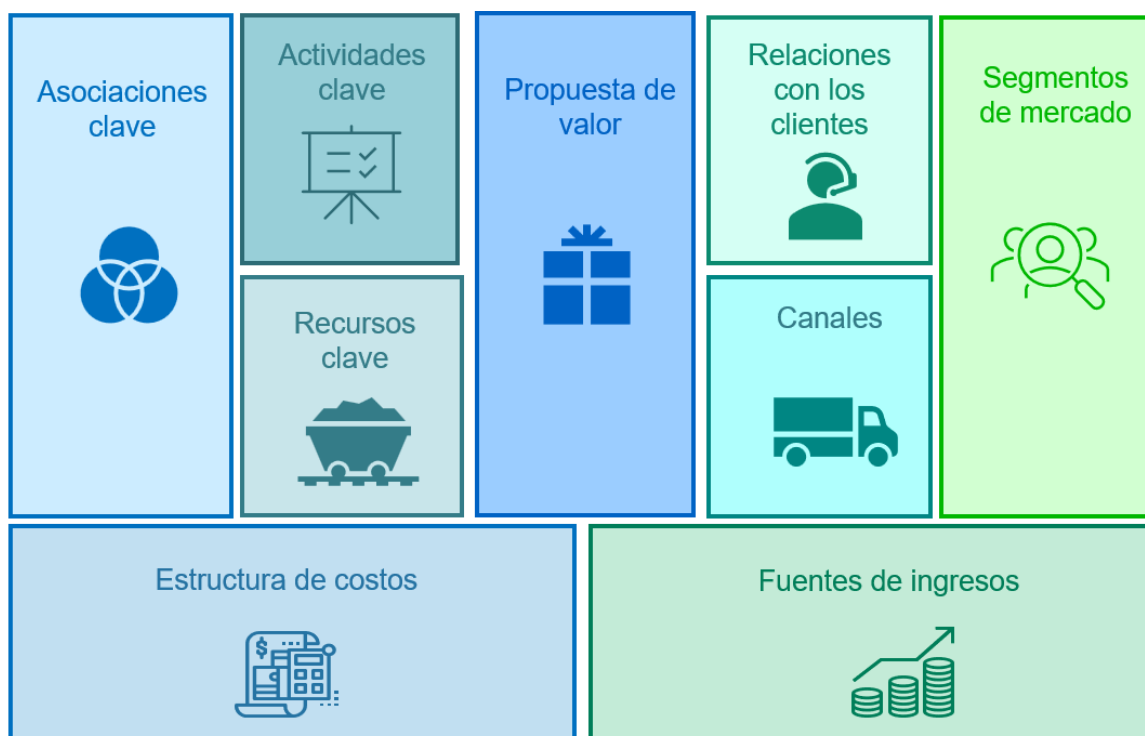 Asociaciones
clave
Actividades
clave
Recursos
clave
Propuesta de
valor
Relaciones
con los
clientes
Canales
Segmentos
de mercado
Estructura de costos
$
Fuentes de ingresos